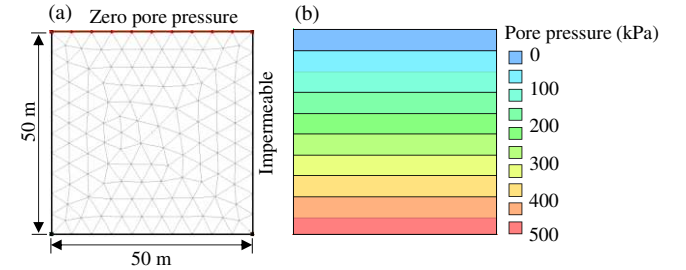 (a)
Zero pore pressure
50 m
Impermeable
50 m
(b)
Pore pressure (kPa)
0
100
200
300
400
500